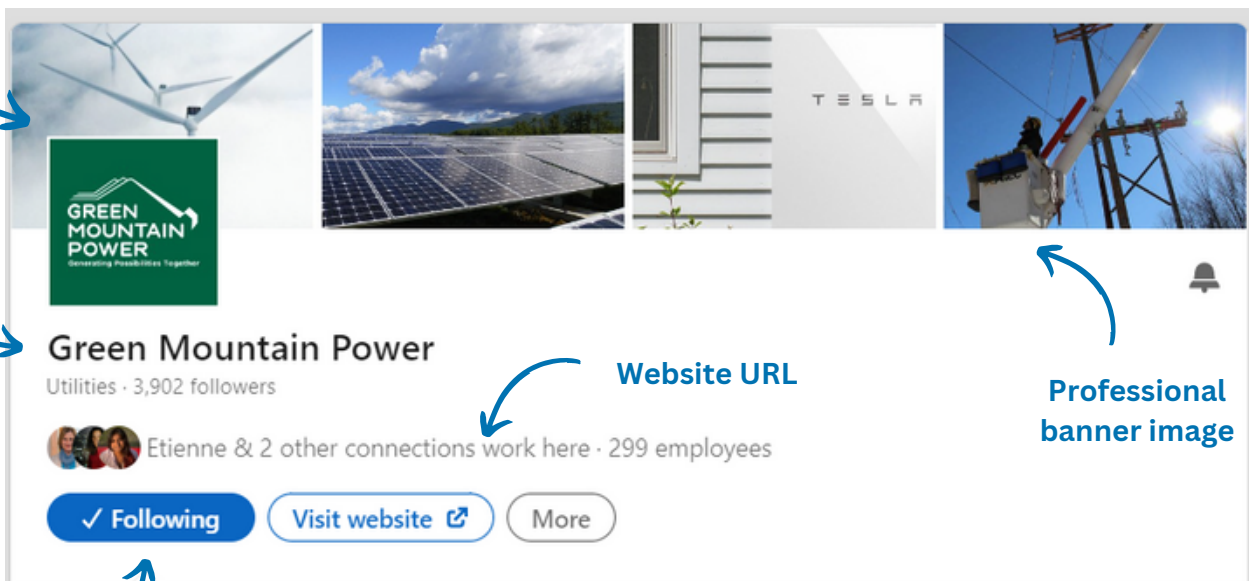 TESLA
GREEN
MOUNTAIN
POWER
Generating Possibilities Together
Green Mountain Power
Utilities · 3,902 followers
Website URL
Professional
banner image
Etienne & 2 other connections work here · 299 employees
✓ Following
Visit website
More